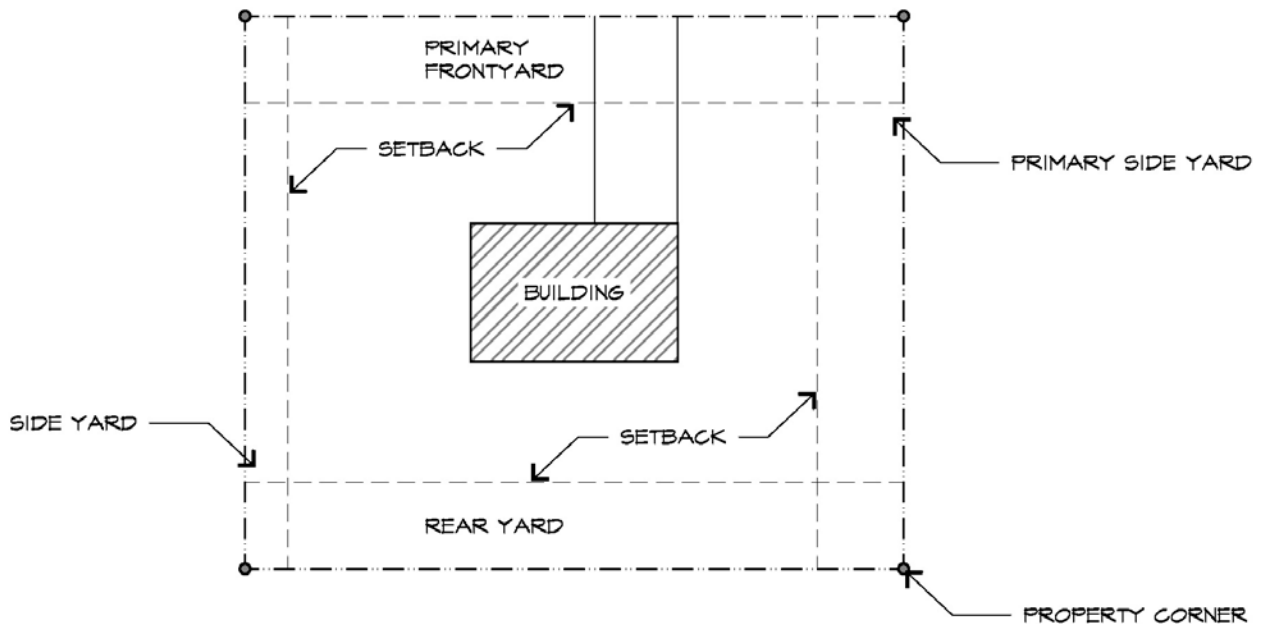 PRIMARY
FRONTYARD
SETBACK
PRIMARY SIDE YARD
BUILDING
SIDE YARD
SETBACK
REAR YARD
PROPERTY CORNER